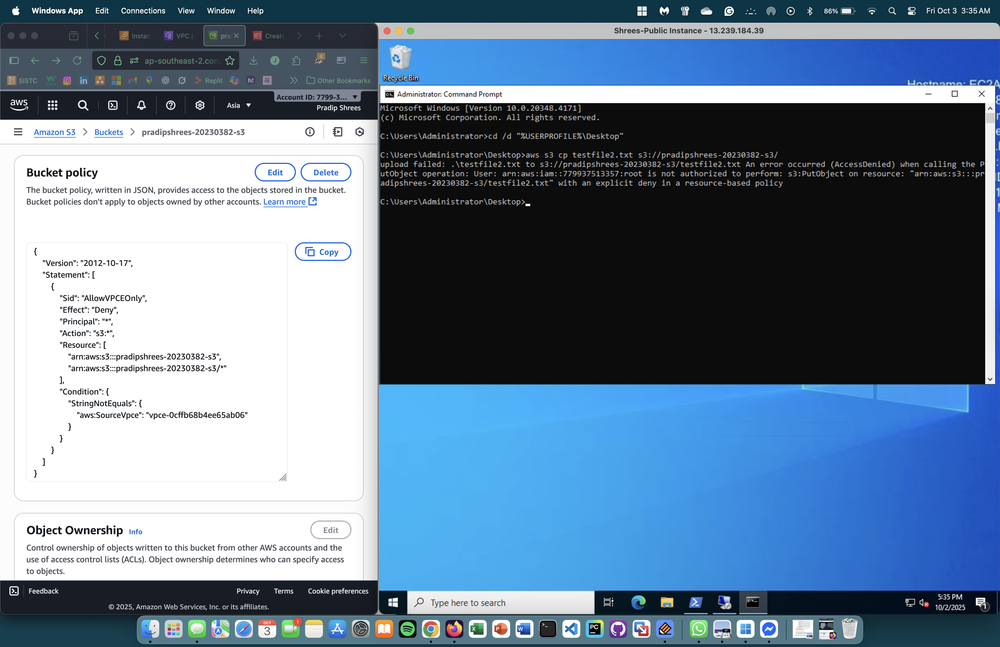 Windows App Edit Connections View Window Help
86% Fri Oct 3 3:35 AM
Instan VPC | pra Create
ap-southeast-2.con
4
SISTC Replit Other Bookmarks
aws Asia Account ID: 7799-3...
Pradip Shrees
Amazon S3 Buckets pradipshrees-20230382-s3
Bucket policy
Edit Delete
The bucket policy, written in JSON, provides access to the objects stored in the bucket.
Bucket policies don't apply to objects owned by other accounts. Learn more
Copy
{
"Version": "2012-10-17",
"Statement": [
{
"Sid": "AllowVPCEOnly",
"Effect": "Deny",
"Principal": "*",
"Action": "s3:*",
"Resource": [
"arn:aws:s3:::pradipshrees-20230382-s3",
"arn:aws:s3:::pradipshrees-20230382-s3/*"
],
"Condition": {
"StringNotEquals": {
"aws:SourceVpce": "vpce-0cffb68b4ee65ab06"
}
}
}
]
}
Object Ownership Info
Edit
Control ownership of objects written to this bucket from other AWS accounts and the
use of access control lists (ACLs). Object ownership determines who can specify access
to objects.
Feedback Privacy Terms Cookie preferences
© 2025, Amazon Web Services, Inc. or its affiliates.
Shrees-Public Instance - 13.239.184.39
Recycle Bin
Hostname: EC2A
Administrator: Command Prompt
Microsoft Windows [Version 10.0.20348.4171]
(c) Microsoft Corporation. All rights reserved.
C:\Users\Administrator>cd /d "%USERPROFILE%\Desktop"
C:\Users\Administrator\Desktop>aws s3 cp testfile2.txt s3://pradipshrees-20230382-s3/
upload failed: .\testfile2.txt to s3://pradipshrees-20230382-s3/testfile2.txt An error occurred (AccessDenied) when calling the P
utObject operation: User: arn:aws:iam::779937513357:root is not authorized to perform: s3:PutObject on resource: "arn:aws:s3:::pr
adipshrees-20230382-s3/testfile2.txt" with an explicit deny in a resource-based policy
C:\Users\Administrator\Desktop>
Type here to search
5:35 PM
10/2/2025
1
OCT
3
1
PC